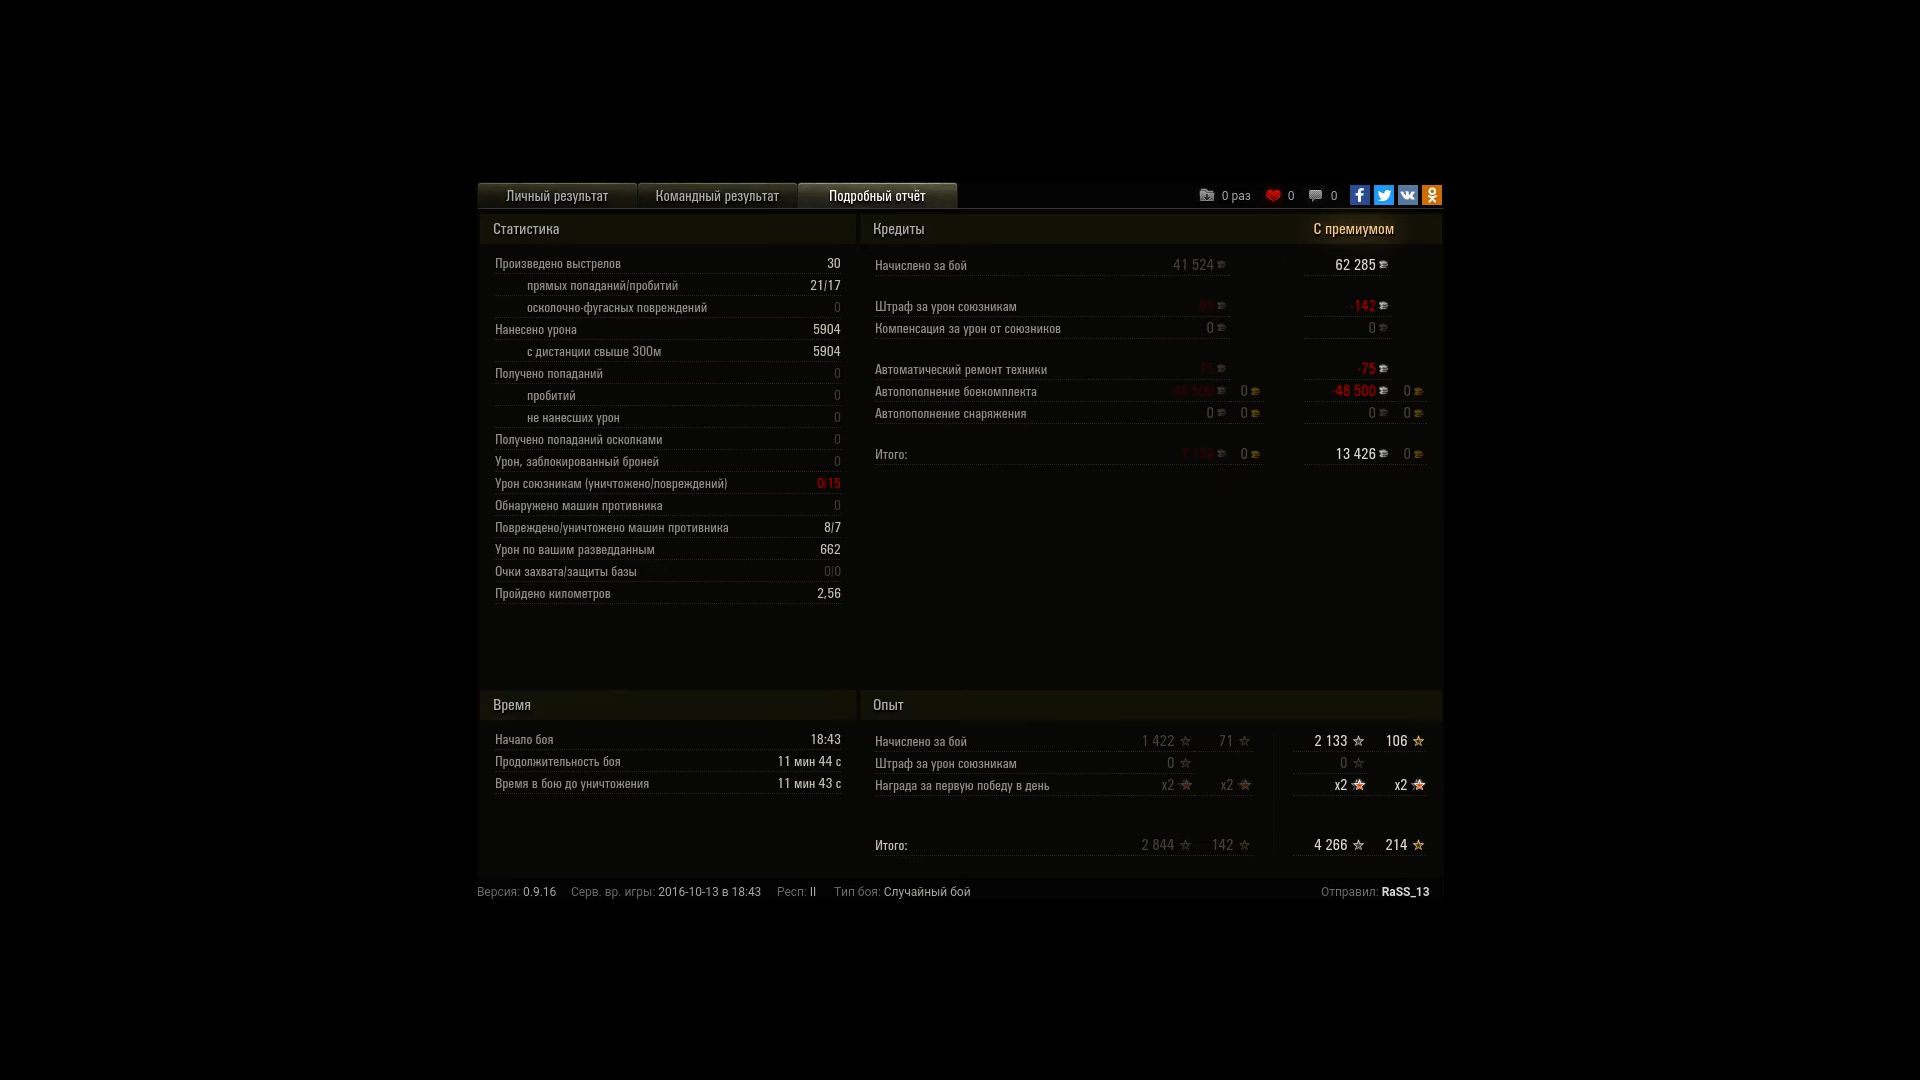 Личный результат Командный результат Подробный отчёт 0 раз 0 0
Статистика
Произведено выстрелов 30
прямых попаданий/пробитий 21/17
осколочно-фугасных повреждений 0
Нанесено урона 5904
с дистанции свыше 300м 5904
Получено попаданий 0
пробитий 0
не нанесших урон 0
Получено попаданий осколками 0
Урон, заблокированный броней 0
Урон союзникам (уничтожено/повреждений) 0/15
Обнаружено машин противника 0
Повреждено/уничтожено машин противника 8/7
Урон по вашим разведданным 662
Очки захвата/защиты базы 0/0
Пройдено километров 2,56
Кредиты С премиумом
Начислено за бой 41 524 62 285
Штраф за урон союзникам -142
Компенсация за урон от союзников 0 0
Автоматический ремонт техники -75
Автопополнение боекомплекта 0 -48 500 0
Автопополнение снаряжения 0 0 0 0
Итого: 0 13 426 0
Время
Начало боя 18:43
Продолжительность боя 11 мин 44 с
Время в бою до уничтожения 11 мин 43 с
Опыт
Начислено за бой 1 422 71 2 133 106
Штраф за урон союзникам 0 0
Награда за первую победу в день x2 x2 x2 x2
Итого: 2 844 142 4 266 214
Версия: 0.9.16 Серв. вр. игры: 2016-10-13 в 18:43 Респ: II Тип боя: Случайный бой Отправил: RaSS_13